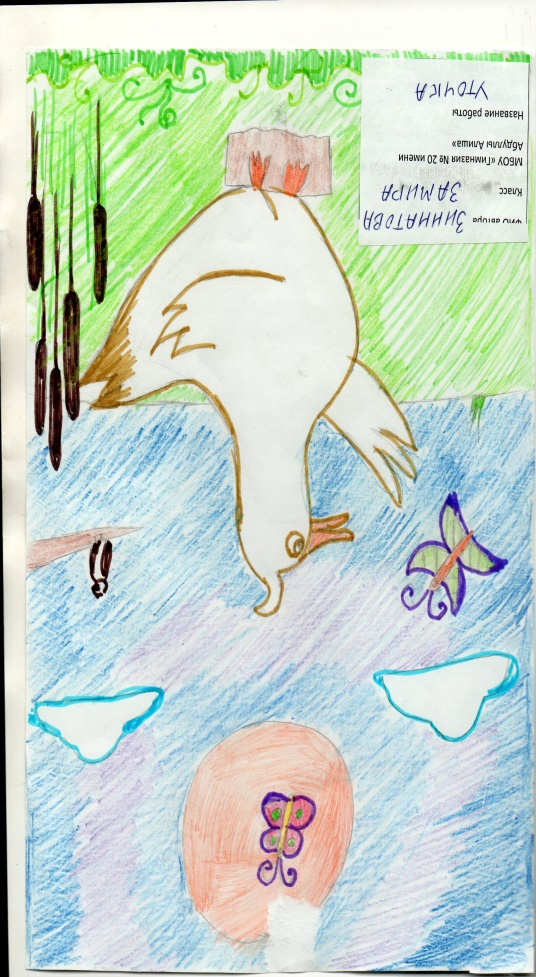 ФИО автора
ЗИННАТОВА
ЗАМИРА
Класс
МБОУ «Гимназия № 20 имени
Абдуллы Алиша»
Название работы
УТОЧКА